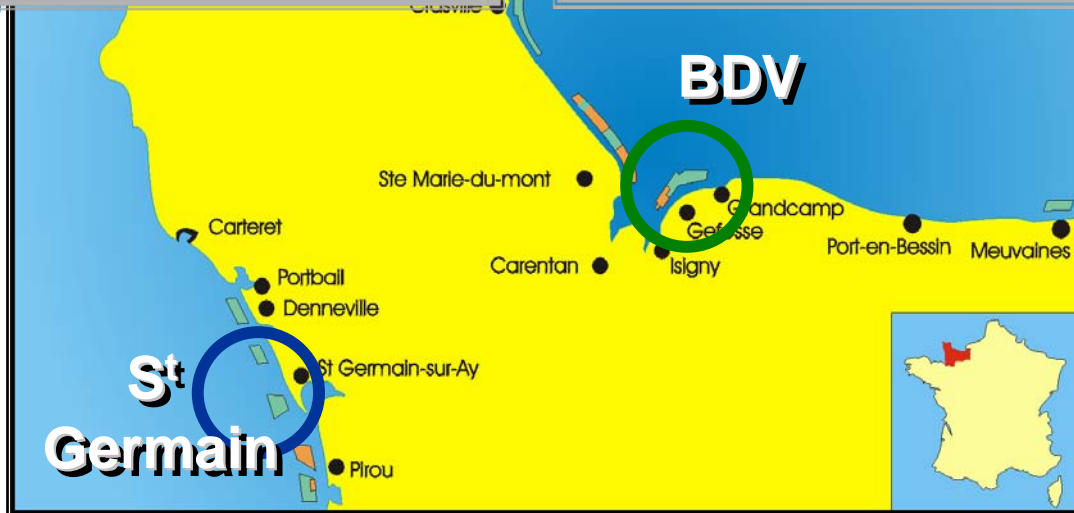 BDV
Ste Marie-du-mont
Grandcamp
Carteret
Gefosse
Port-en-Bessin
Meuvaines
Carentan
Isigny
Portbail
Denneville
St Germain-sur-Ay
St
Germain
Pirou